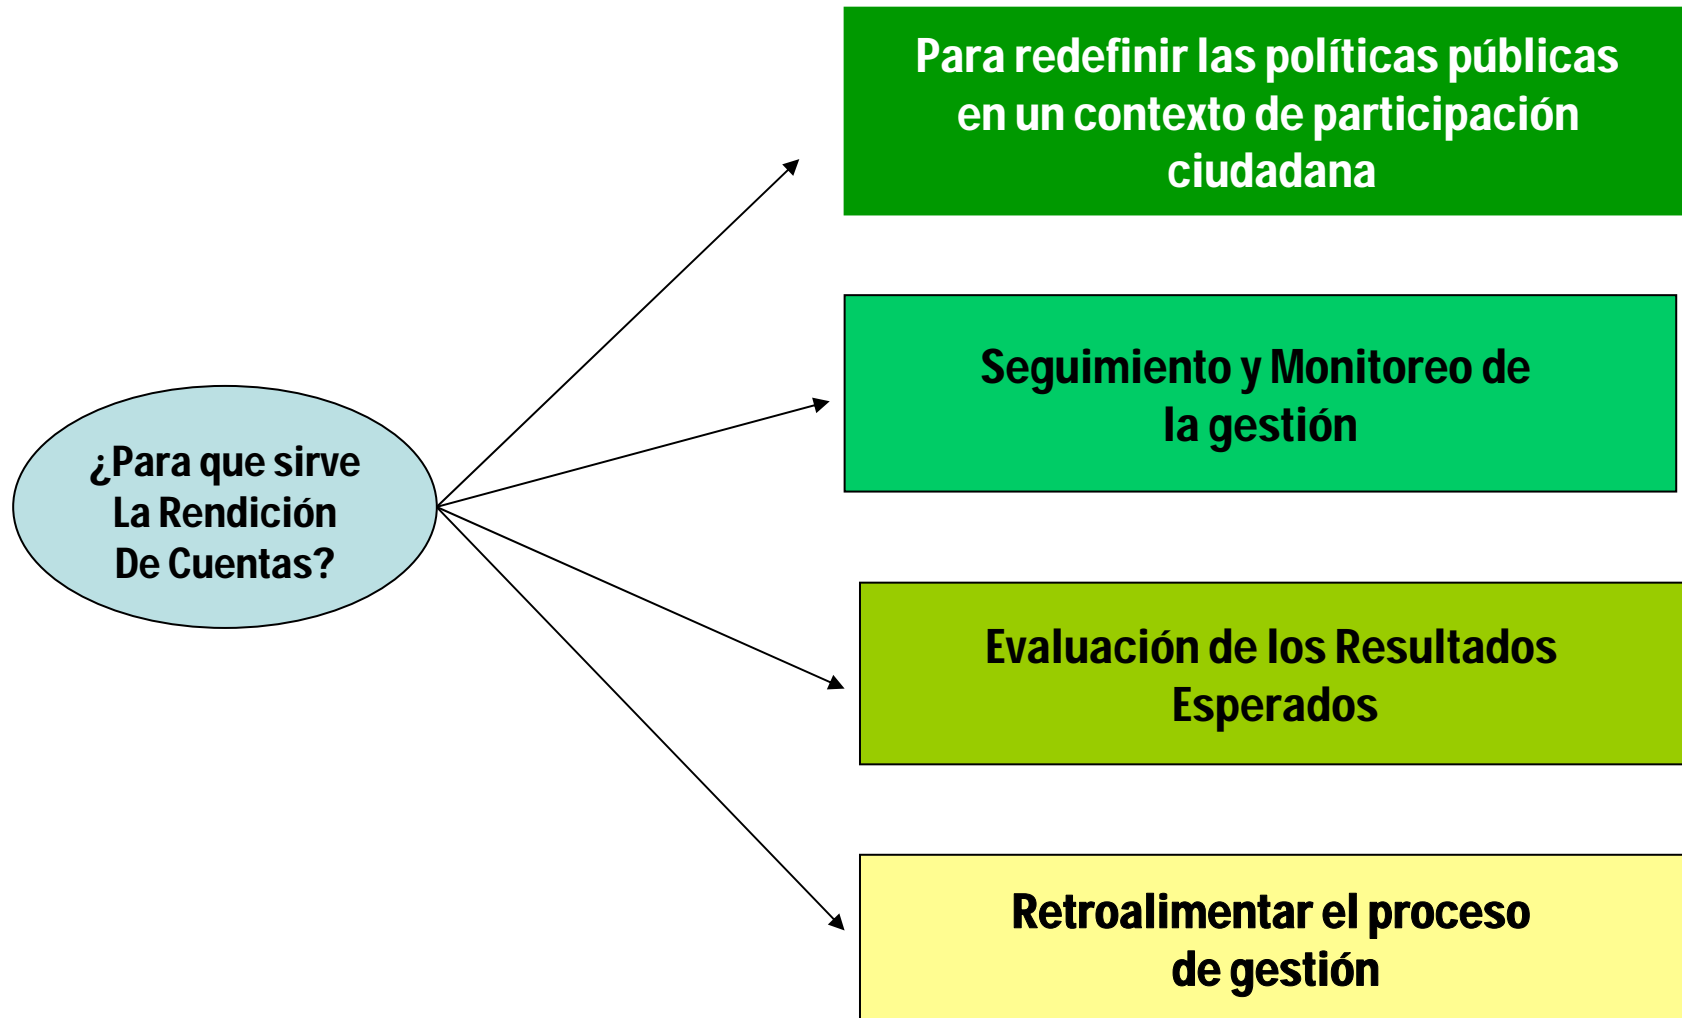 Para redefinir las políticas públicas
en un contexto de participación
ciudadana
Seguimiento y Monitoreo de
la gestión
¿Para que sirve
La Rendición
De Cuentas?
Evaluación de los Resultados
Esperados
Retroalimentar el proceso
de gestión